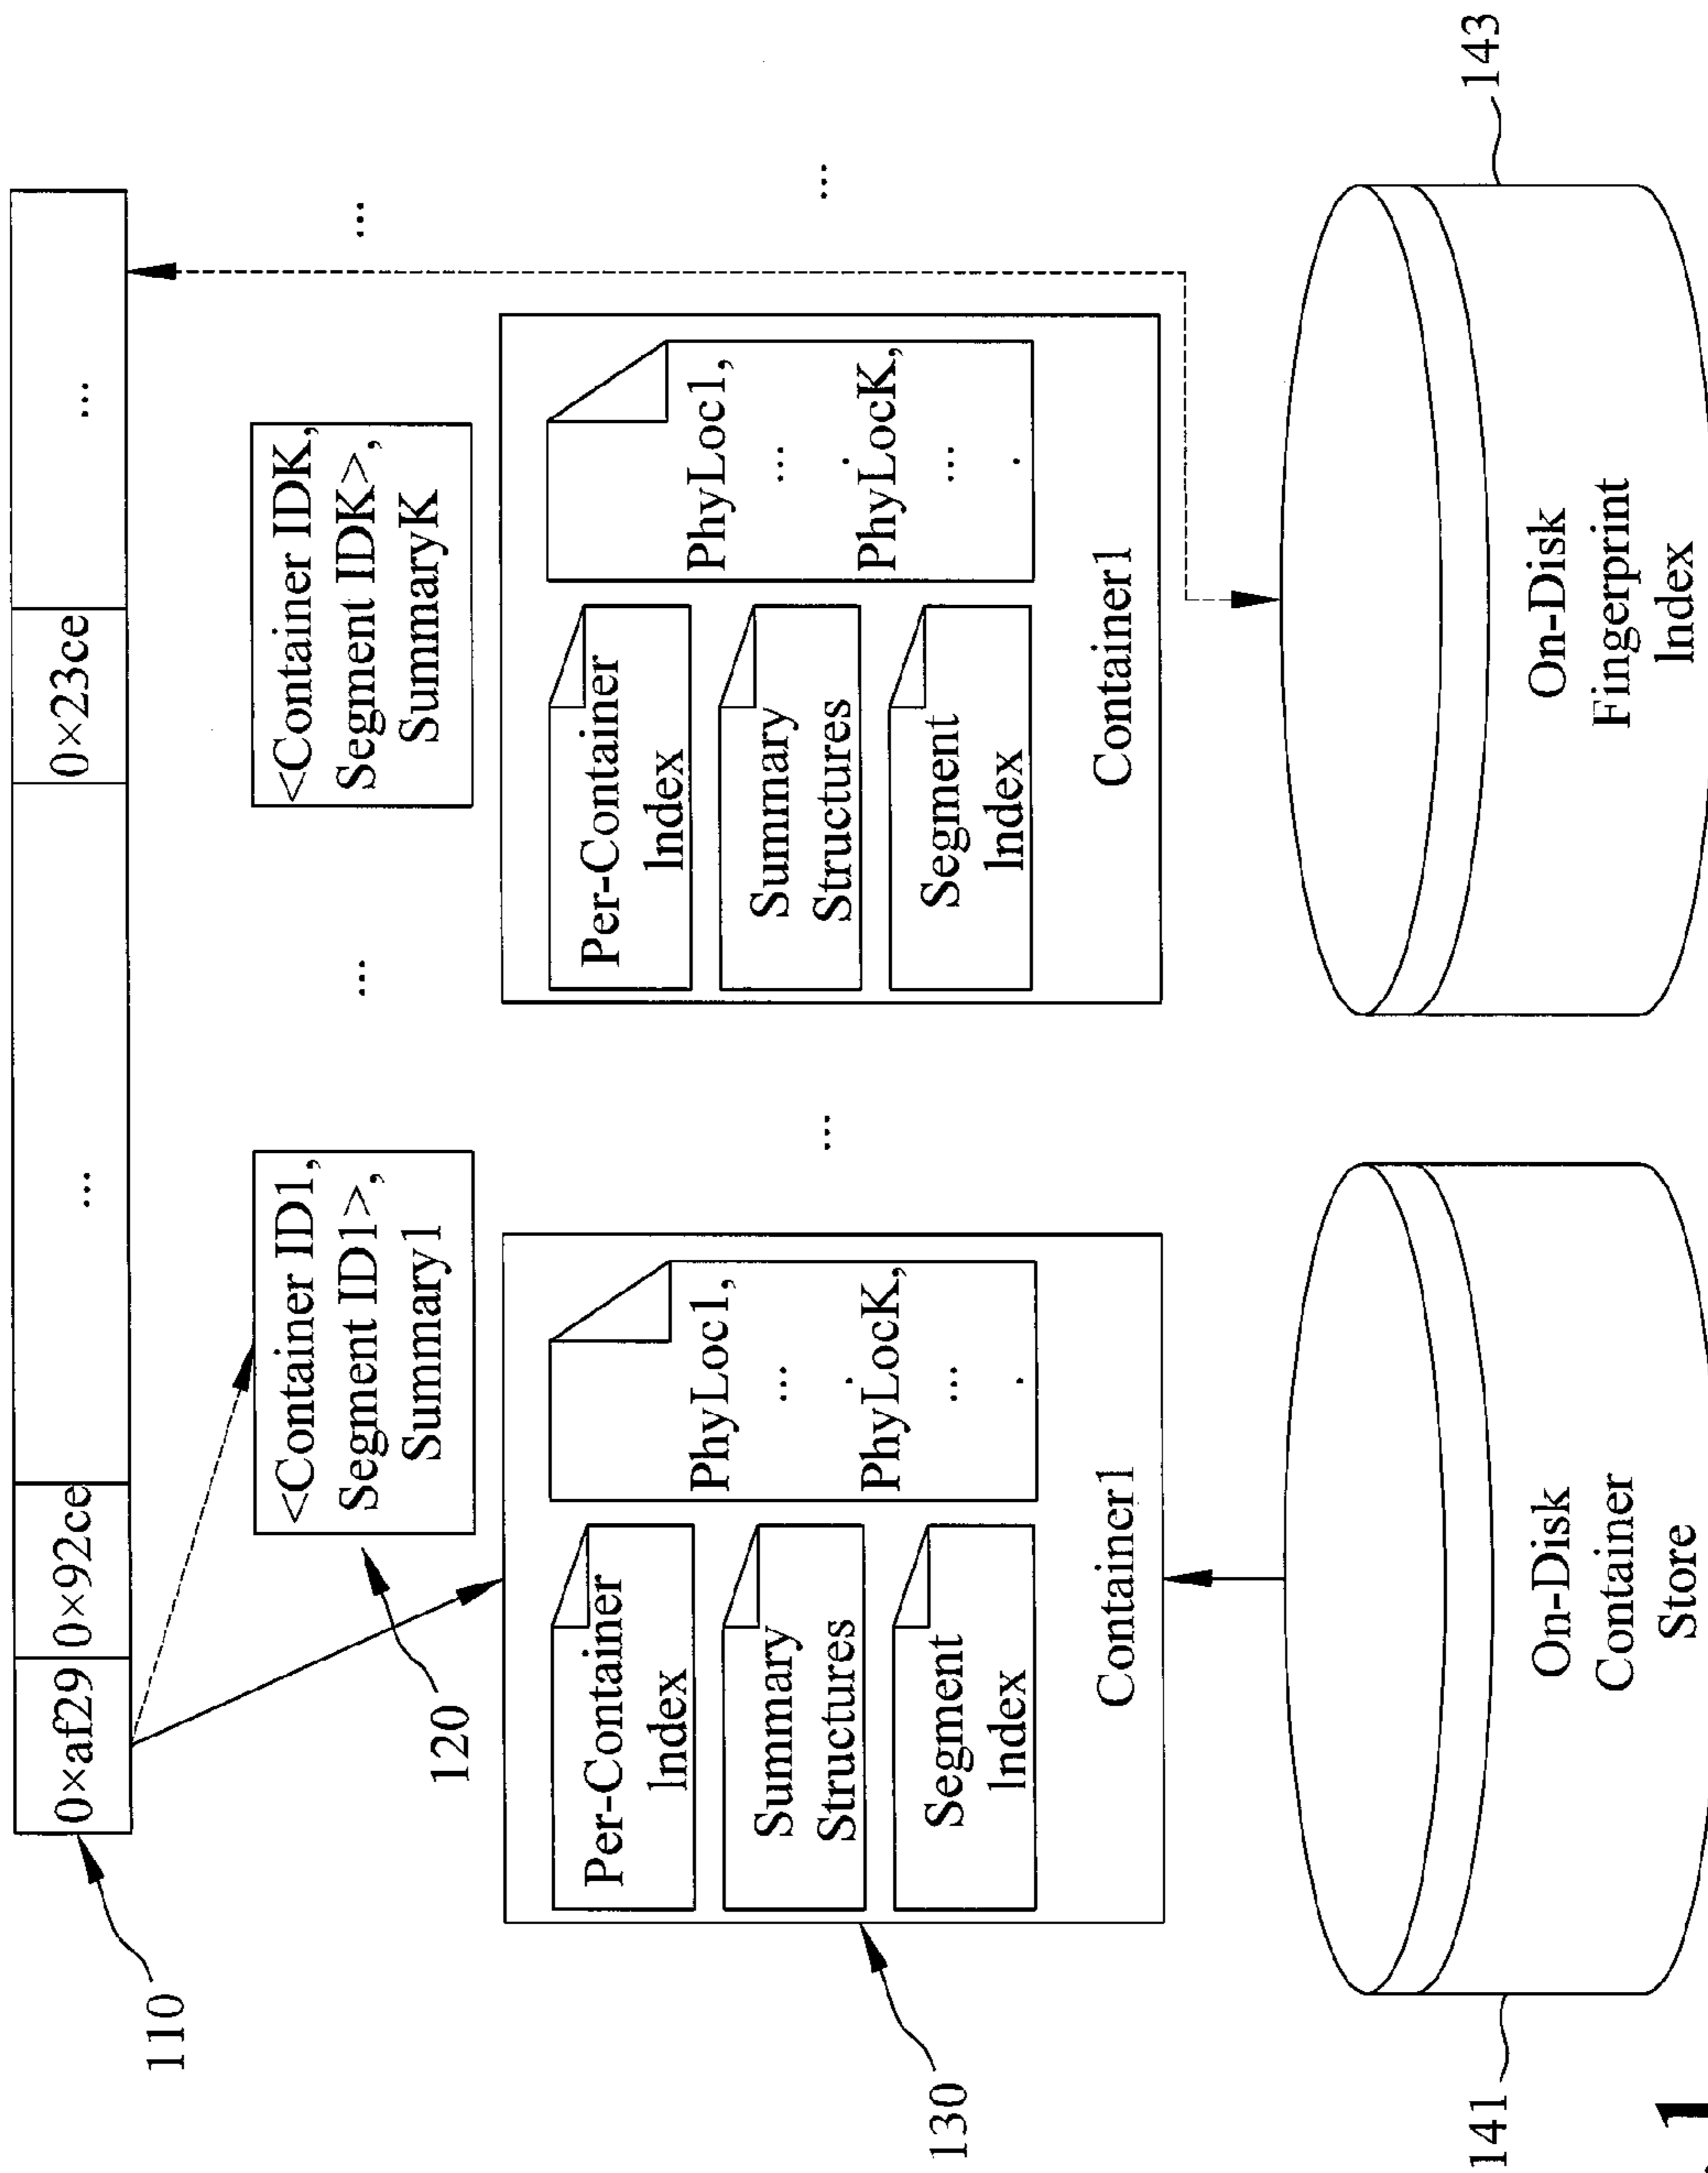 0×af29 0×92ce ... 0×23ce ...
110
<Container ID1,
Segment ID1>,
Summary1
...
<Container IDK,
Segment IDK>,
SummaryK
...
120
Per-Container
Index
Summary
Structures
Segment
Index
PhyLoc1,
...
PhyLocK,
...
Container1
130
...
Per-Container
Index
Summary
Structures
Segment
Index
PhyLoc1,
...
PhyLocK,
...
Container1
...
On-Disk
Container
Store
141
On-Disk
Fingerprint
Index
143